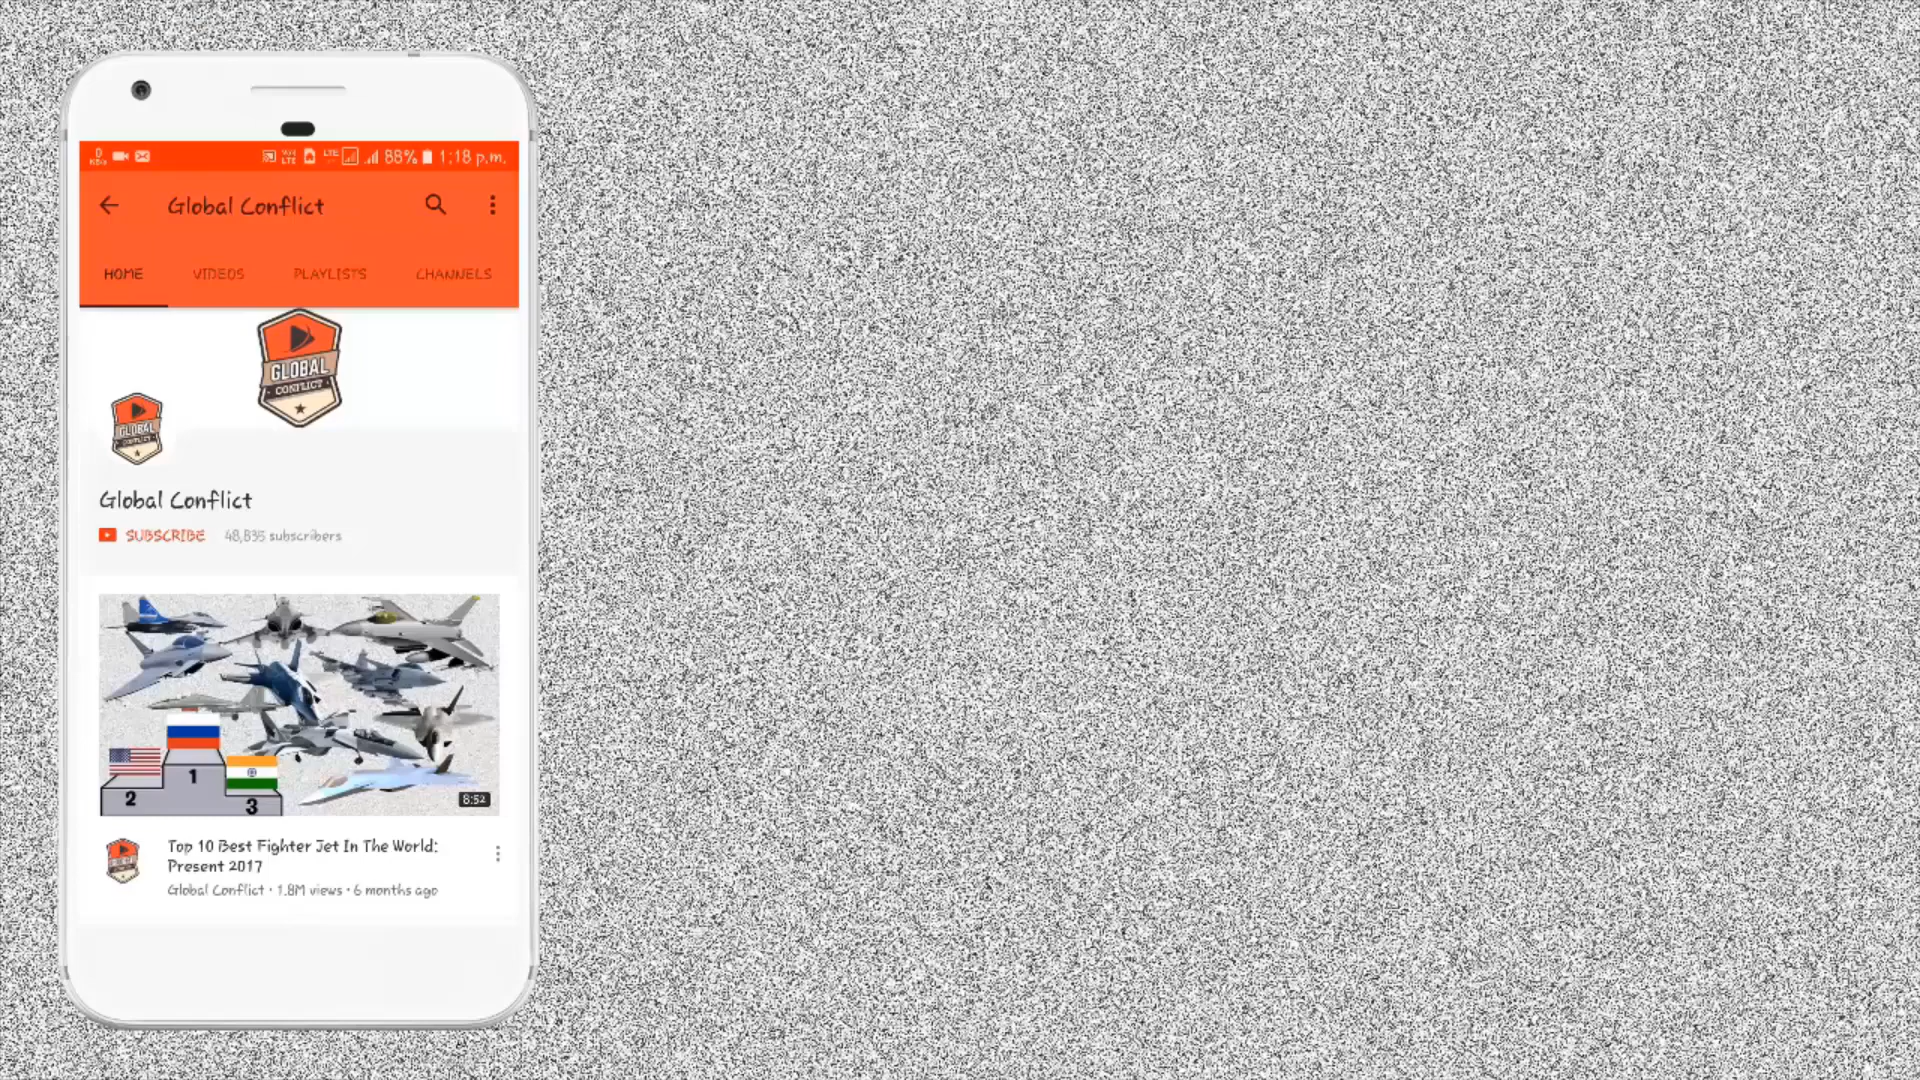 88% 1:18 p.m.
Global Conflict
HOME VIDEOS PLAYLISTS CHANNELS
GLOBAL
CONFLICT
GLOBAL
CONFLICT
Global Conflict
SUBSCRIBE 48,835 subscribers
1
2
3
8:52
Top 10 Best Fighter Jet In The World:
Present 2017
Global Conflict • 1.8M views • 6 months ago